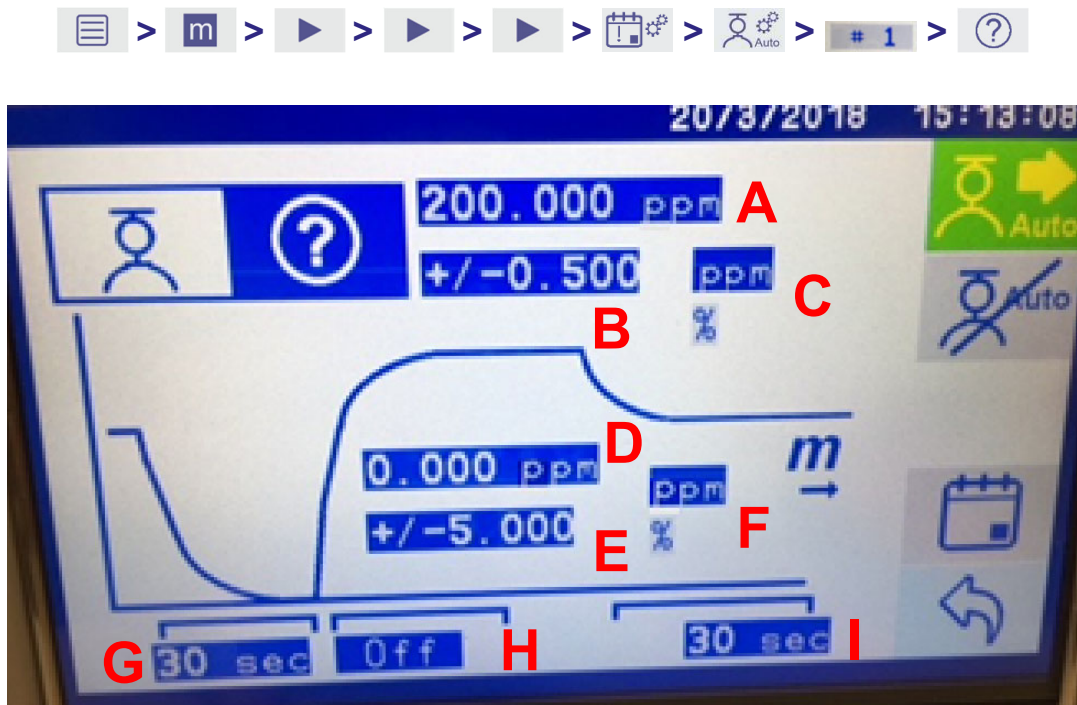 > m > > > > > Auto > # 1 > ?
20/3/2018 15:13:08
200.000 ppm A
Auto
? +/-0.500 ppm C
Auto
B %
D
0.000 ppm
m
ppm
+/-5.000 E % F
G 30 sec Off H 30 sec I